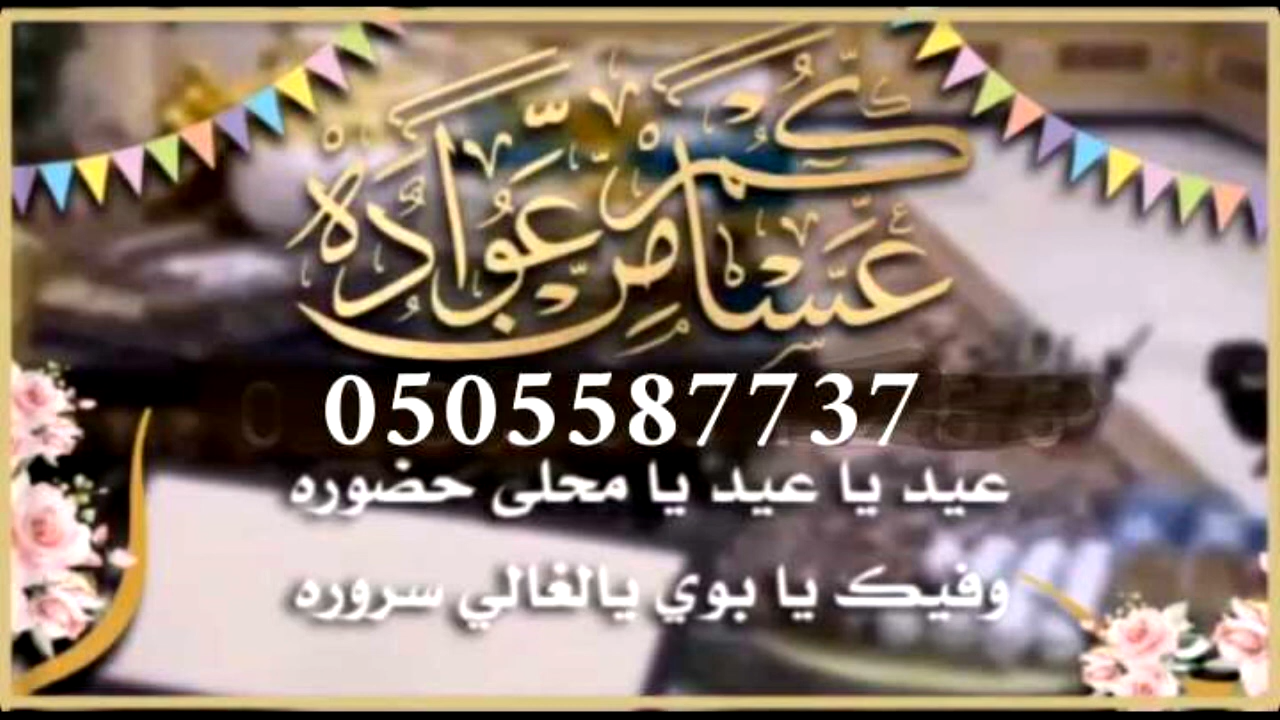 عساكم من عواده
0505587737
عيد يا عيد يا محلى حضوره
وفيك يا بوي يالغالي سروره